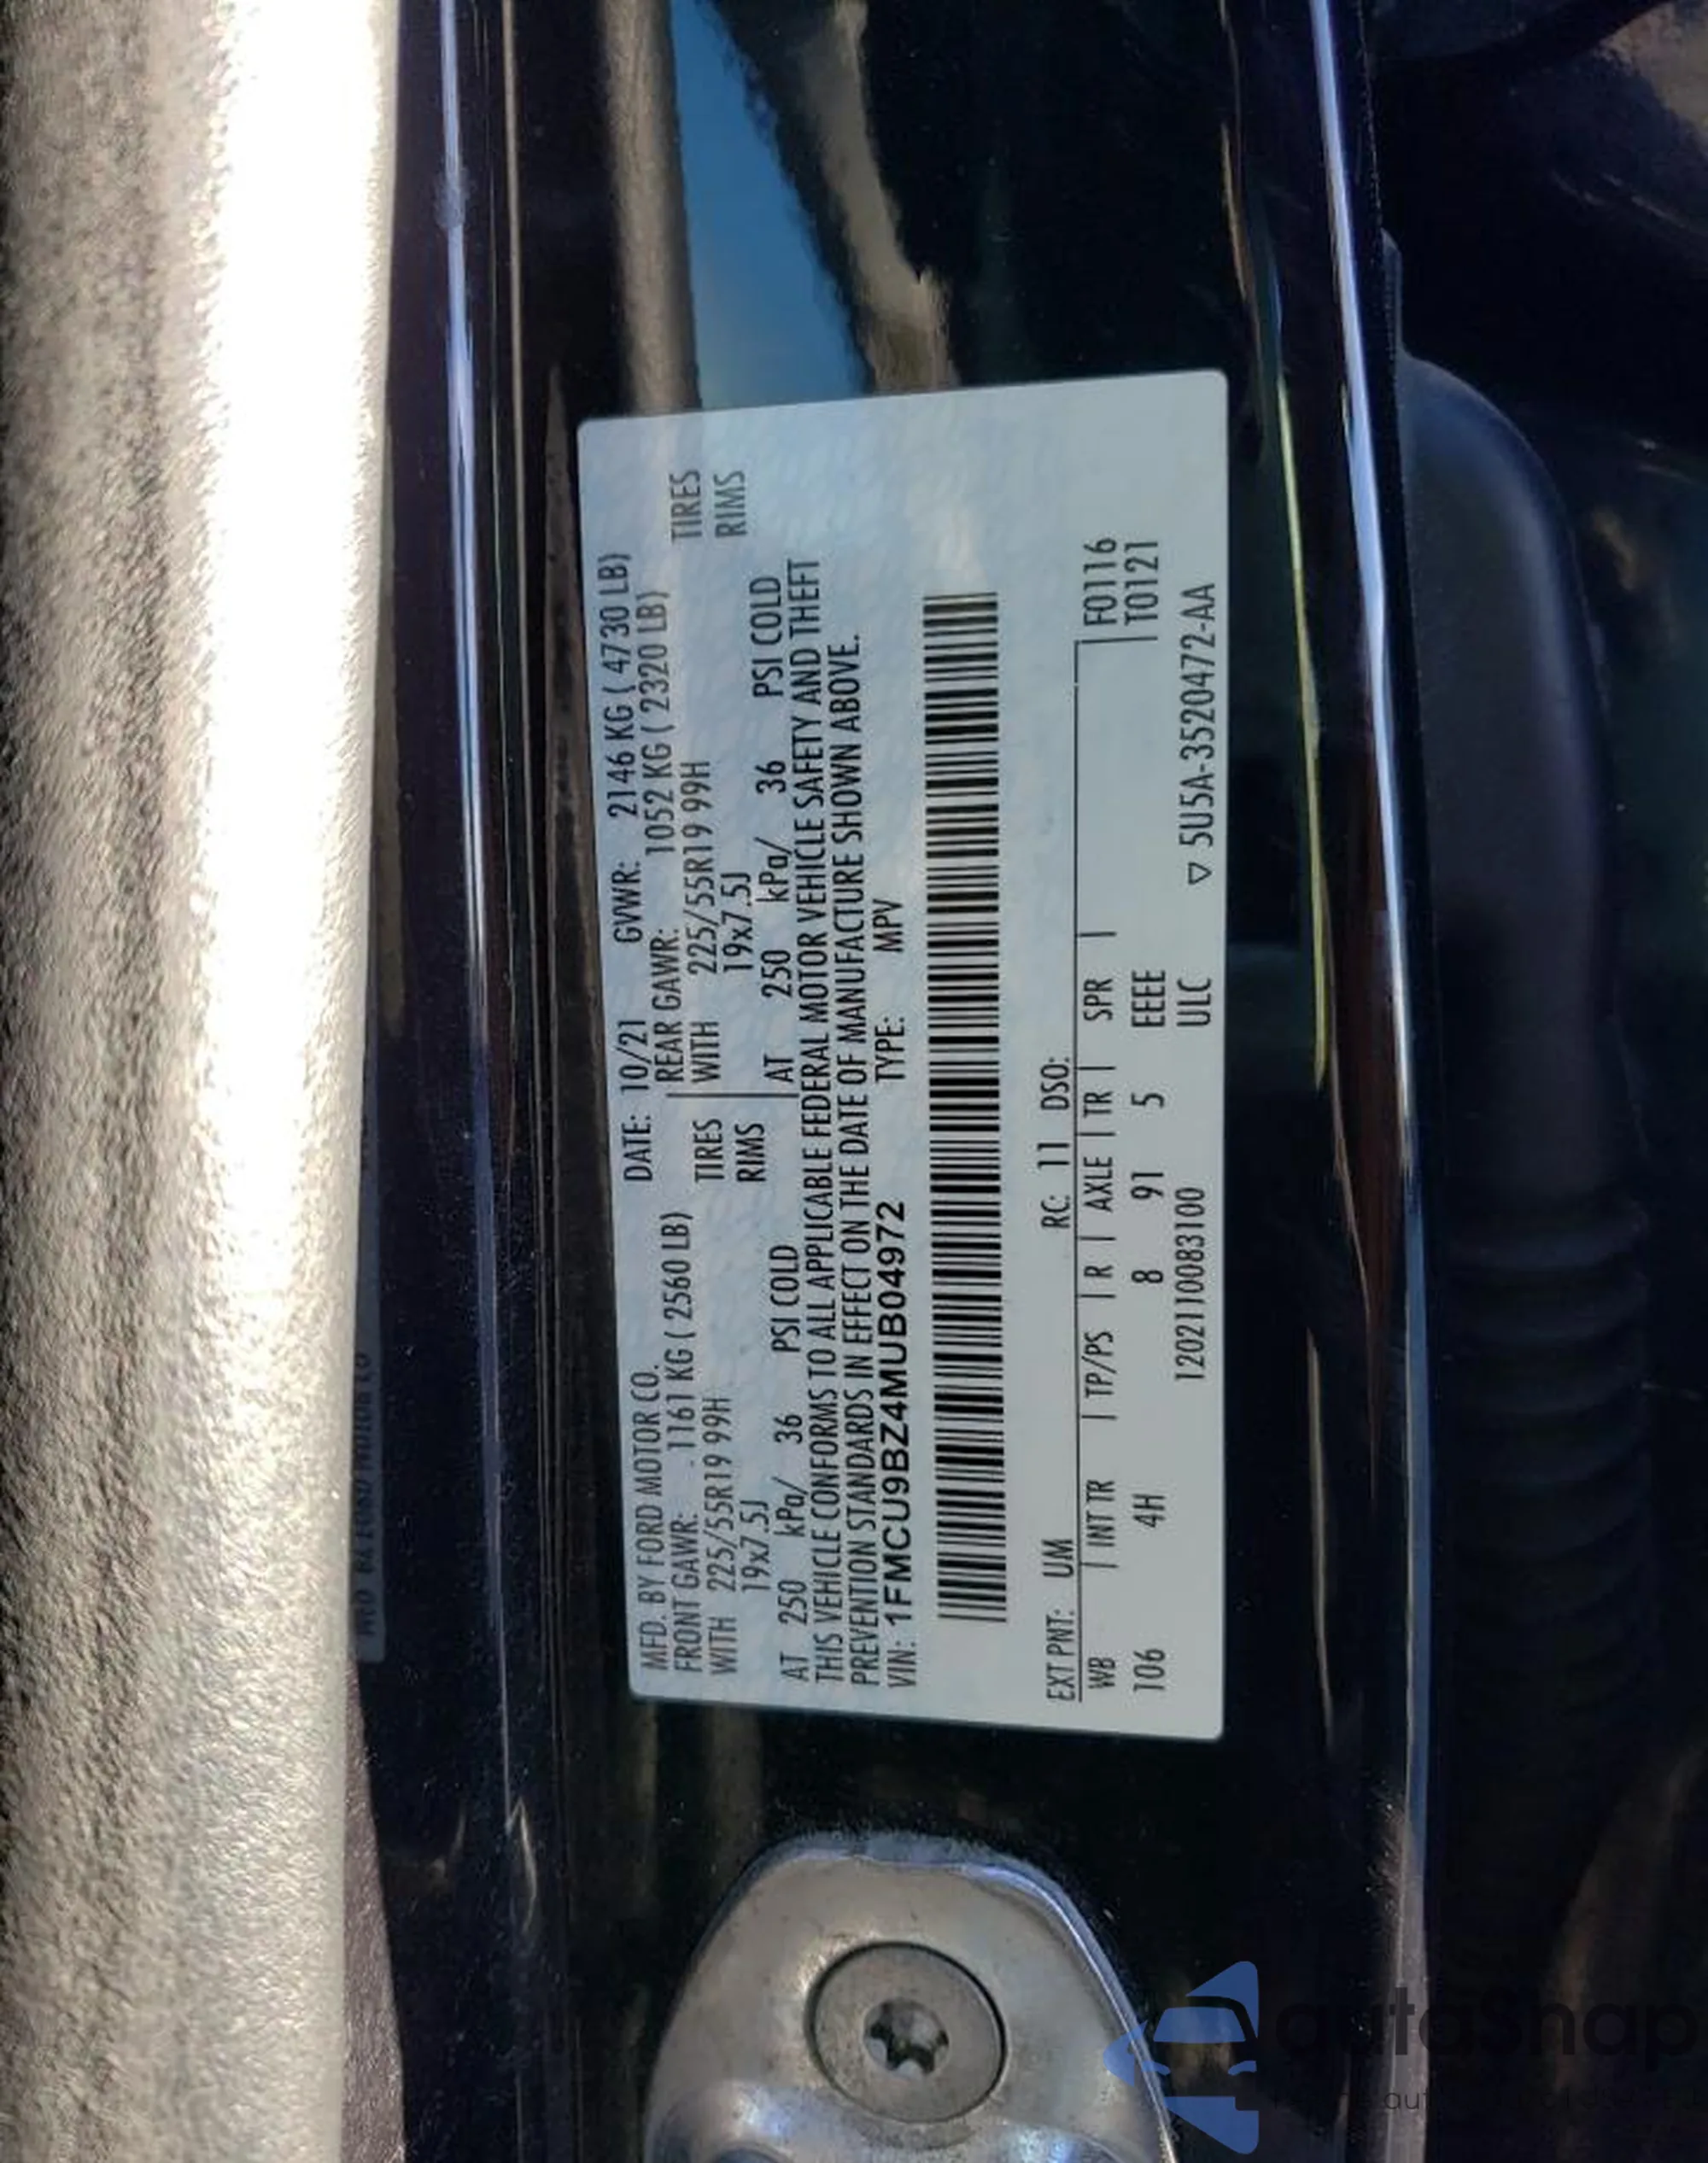 MFD. BY FORD MOTOR CO. DATE: 10/21 GVWR: 2146 KG ( 4730 LB)
FRONT GAWR: 1161 KG ( 2560 LB) REAR GAWR: 1052 KG ( 2320 LB)
WITH 225/55R19 99H TIRES WITH 225/55R19 99H TIRES
19x7.5J RIMS 19x7.5J RIMS
AT 250 kPa/ 36 PSI COLD AT 250 kPa/ 36 PSI COLD
THIS VEHICLE CONFORMS TO ALL APPLICABLE FEDERAL MOTOR VEHICLE SAFETY AND THEFT
PREVENTION STANDARDS IN EFFECT ON THE DATE OF MANUFACTURE SHOWN ABOVE.
VIN: 1FMCU9BZ4MUB04972 TYPE: MPV
EXT PNT: UM RC: 11 DSO:
WB | INT TR | TP/PS | R | AXLE | TR | SPR | F0116
106 4H 8 91 5 EEEE T0121
12021100831​00 ULC ▽ 5U5A-3520472-AA
autaSnap